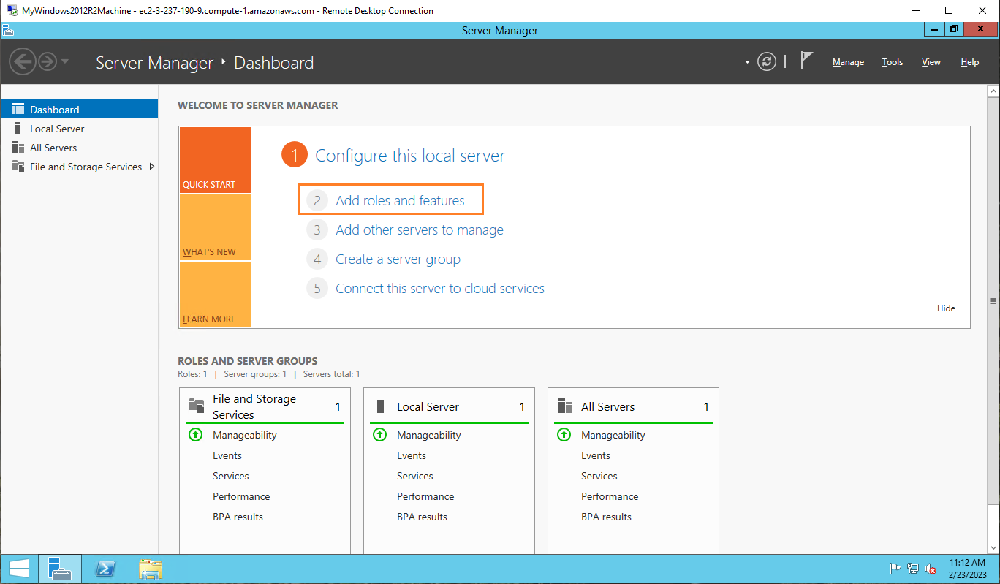 MyWindows2012R2Machine - ec2-3-237-190-9.compute-1.amazonaws.com - Remote Desktop Connection
Server Manager
Server Manager Dashboard
Manage Tools View Help
Dashboard
Local Server
All Servers
File and Storage Services
WELCOME TO SERVER MANAGER
QUICK START
WHAT'S NEW
LEARN MORE
1 Configure this local server
2 Add roles and features
3 Add other servers to manage
4 Create a server group
5 Connect this server to cloud services
Hide
ROLES AND SERVER GROUPS
Roles: 1 | Server groups: 1 | Servers total: 1
File and Storage
Services 1
Manageability
Events
Services
Performance
BPA results
Local Server 1
Manageability
Events
Services
Performance
BPA results
All Servers 1
Manageability
Events
Services
Performance
BPA results
11:12 AM
2/23/2023